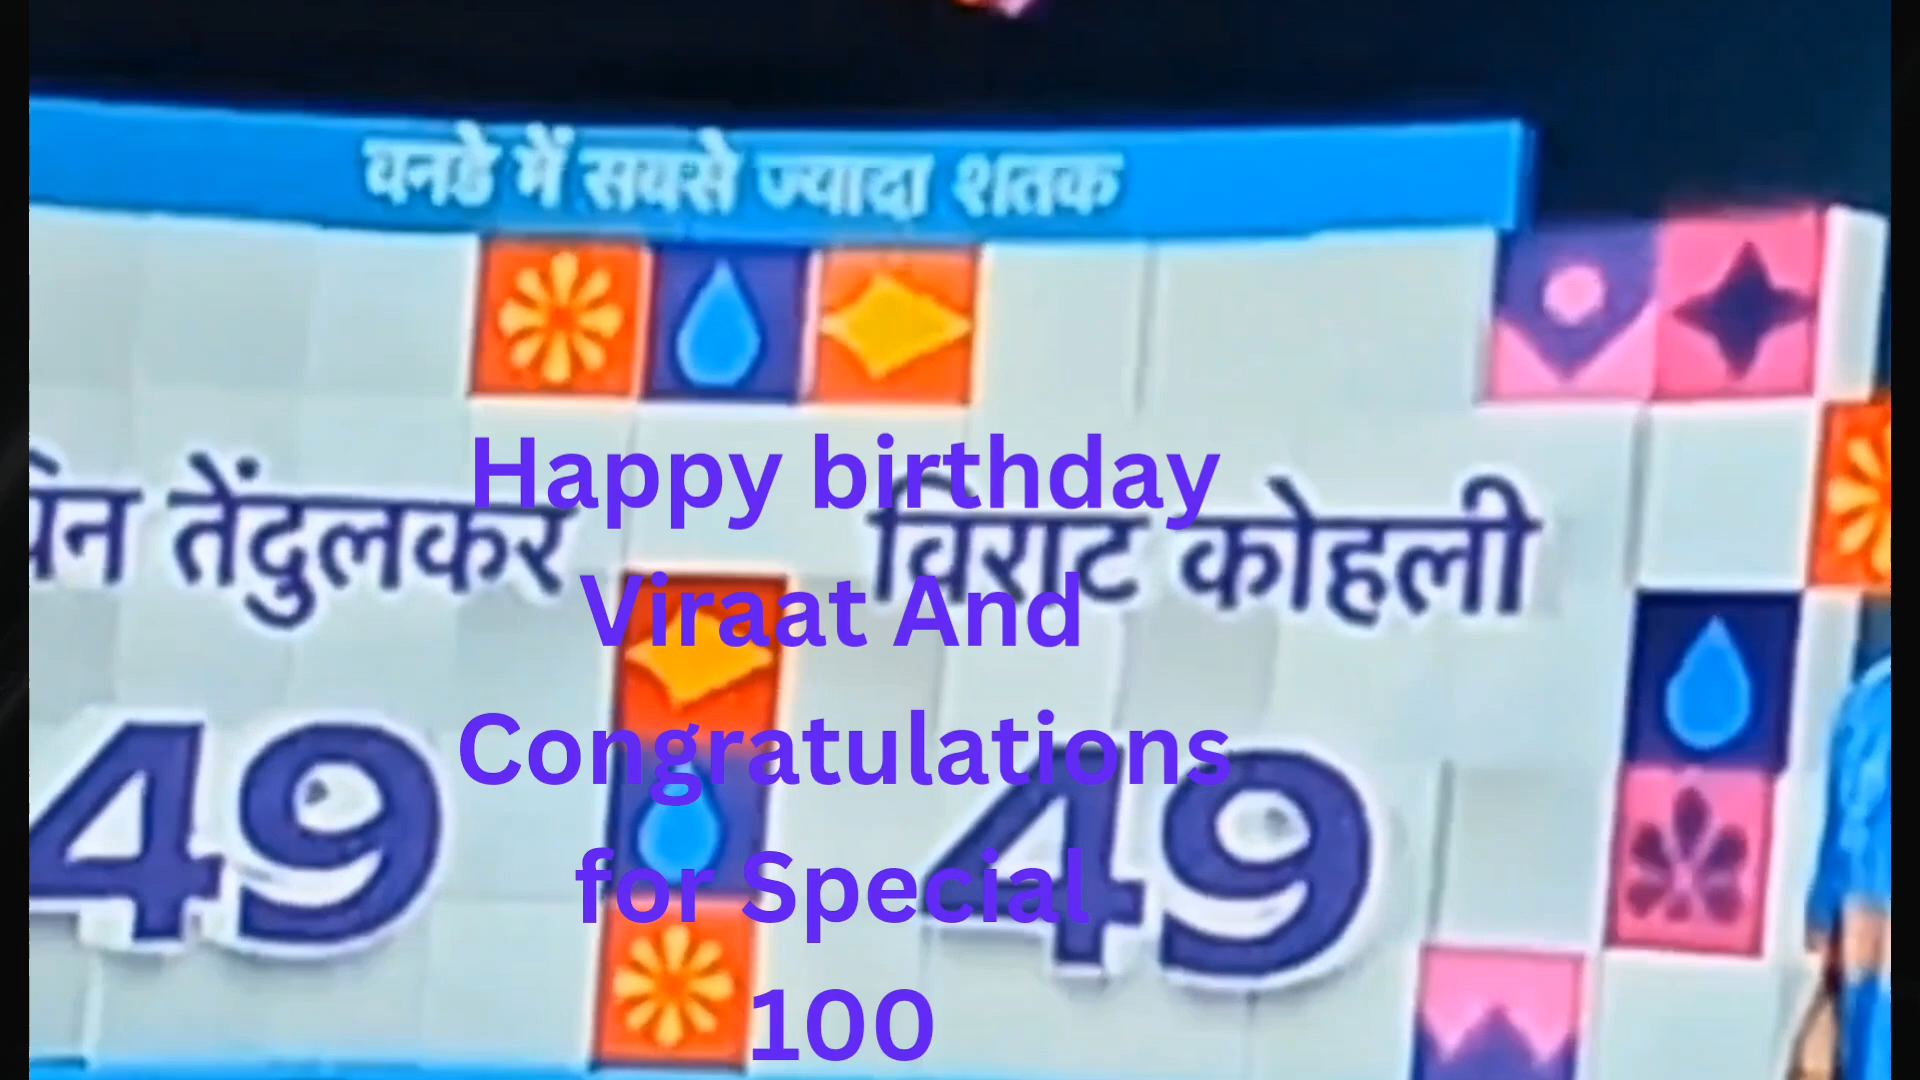 वनडे में सबसे ज्यादा शतक
तेंदुलकर
विराट कोहली
49
49
Happy birthday
Viraat And
Congratulations
for Special
100